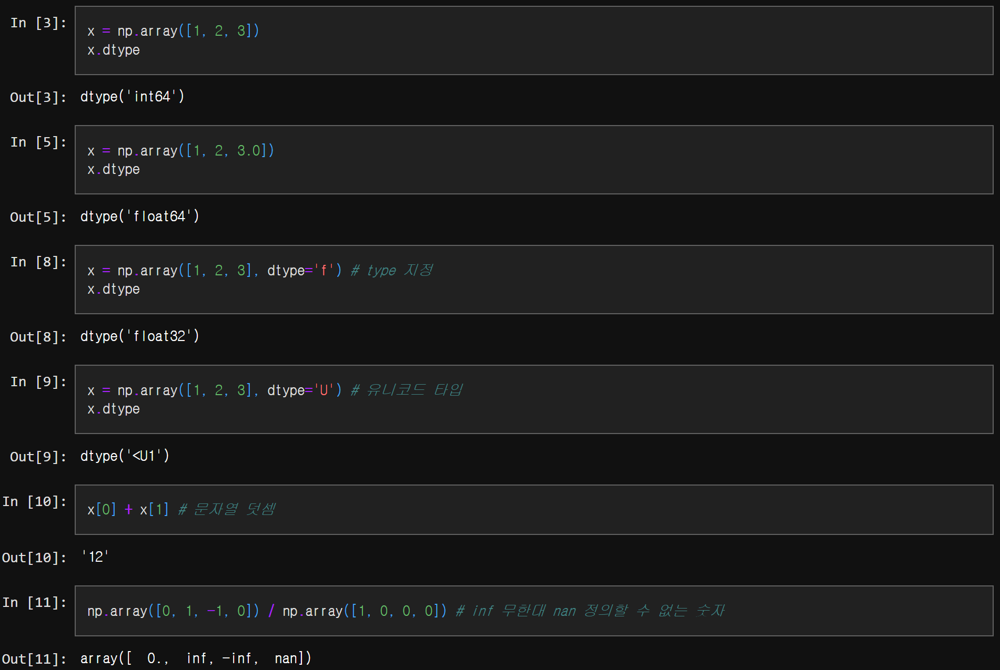 In [3]:
x = np.array([1, 2, 3])
x.dtype
Out[3]: dtype('int64')
In [5]:
x = np.array([1, 2, 3.0])
x.dtype
Out[5]: dtype('float64')
In [8]:
x = np.array([1, 2, 3], dtype='f') # type 지정
x.dtype
Out[8]: dtype('float32')
In [9]:
x = np.array([1, 2, 3], dtype='U') # 유니코드 타입
x.dtype
Out[9]: dtype('<U1')
In [10]:
x[0] + x[1] # 문자열 덧셈
Out[10]: '12'
In [11]:
np.array([0, 1, -1, 0]) / np.array([1, 0, 0, 0]) # inf 무한대 nan 정의할 수 없는 숫자
Out[11]: array([  0.,  inf, -inf,  nan])